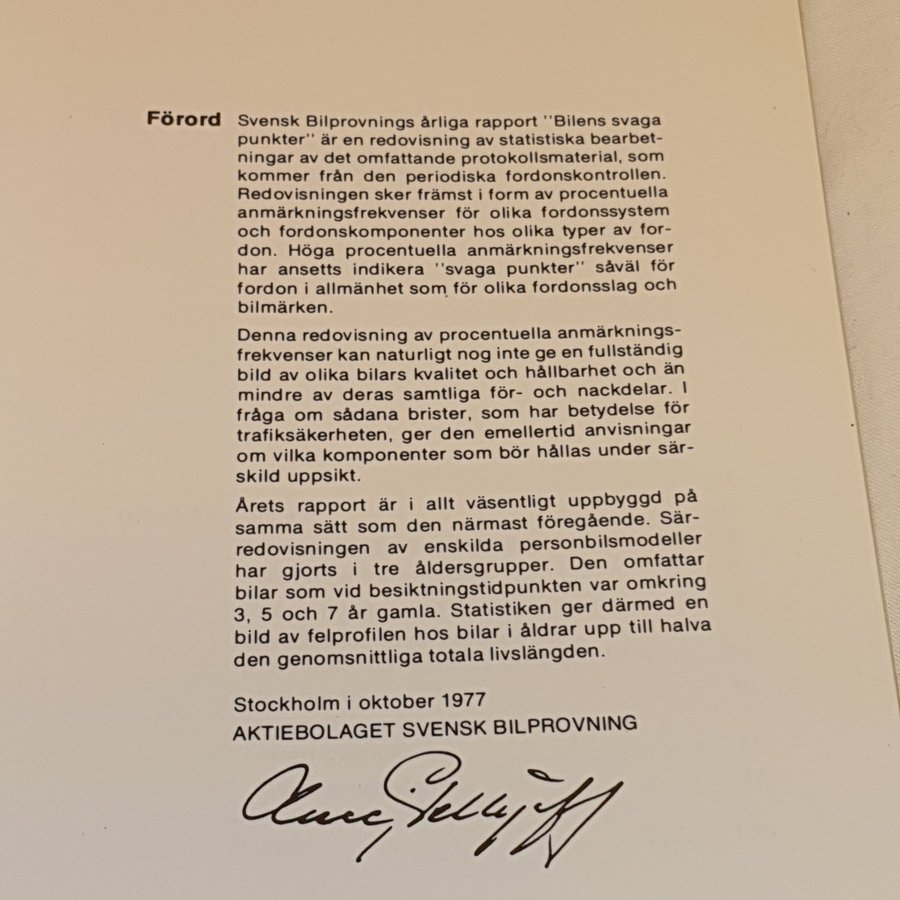 Förord
Svensk Bilprovnings årliga rapport ''Bilens svaga
punkter'' är en redovisning av statistiska bearbet-
ningar av det omfattande protokollsmaterial, som
kommer från den periodiska fordonskontrollen.
Redovisningen sker främst i form av procentuella
anmärkningsfrekvenser för olika fordonssystem
och fordonskomponenter hos olika typer av for-
don. Höga procentuella anmärkningsfrekvenser
har ansetts indikera ''svaga punkter'' såväl för
fordon i allmänhet som för olika fordonsslag och
bilmärken.
Denna redovisning av procentuella anmärknings-
frekvenser kan naturligt nog inte ge en fullständig
bild av olika bilars kvalitet och hållbarhet och än
mindre av deras samtliga för- och nackdelar. I
fråga om sådana brister, som har betydelse för
trafiksäkerheten, ger den emellertid anvisningar
om vilka komponenter som bör hållas under sär-
skild uppsikt.
Årets rapport är i allt väsentligt uppbyggd på
samma sätt som den närmast föregående. Sär-
redovisningen av enskilda personbilsmodeller
har gjorts i tre åldersgrupper. Den omfattar
bilar som vid besiktningstidpunkten var omkring
3, 5 och 7 år gamla. Statistiken ger därmed en
bild av felprofilen hos bilar i åldrar upp till halva
den genomsnittliga totala livslängden.
Stockholm i oktober 1977
AKTIEBOLAGET SVENSK BILPROVNING